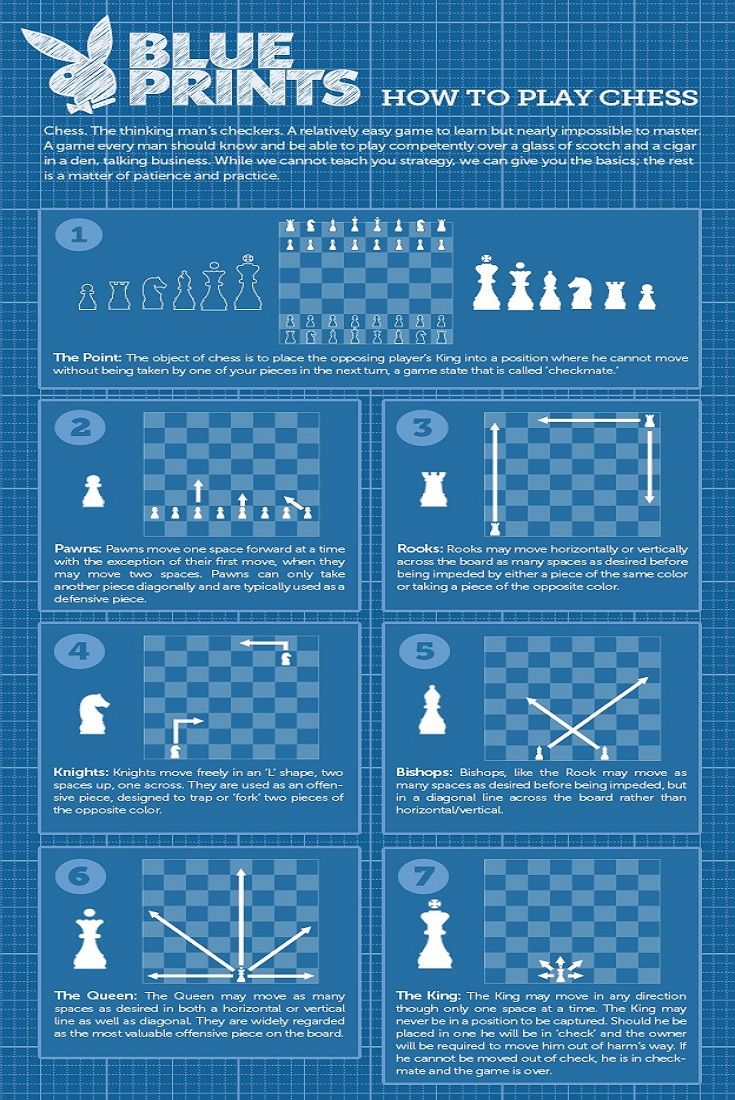 BLUE
PRINTS
HOW TO PLAY CHESS
Chess. The thinking man's checkers. A relatively easy game to learn but nearly impossible to master.
A game every man should know and be able to play competently over a glass of scotch and a cigar
in a den, talking business. While we cannot teach you strategy, we can give you the basics; the rest
is a matter of patience and practice.
1
The Point: The object of chess is to place the opposing player's King into a position where he cannot move
without being taken by one of your pieces in the next turn, a game state that is called 'checkmate.'
2
Pawns: Pawns move one space forward at a time
with the exception of their first move, when they
may move two spaces. Pawns can only take
another piece diagonally and are typically used as a
defensive piece.
3
Rooks: Rooks may move horizontally or vertically
across the board as many spaces as desired before
being impeded by either a piece of the same color
or taking a piece of the opposite color.
4
Knights: Knights move freely in an 'L' shape, two
spaces up, one across. They are used as an offen-
sive piece, designed to trap or 'fork' two pieces of
the opposite color.
5
Bishops: Bishops, like the Rook may move as
many spaces as desired before being impeded, but
in a diagonal line across the board rather than
horizontal/vertical.
6
The Queen: The Queen may move as many
spaces as desired in both a horizontal or vertical
line as well as diagonal. They are widely regarded
as the most valuable offensive piece on the board.
7
The King: The King may move in any direction
though only one space at a time. The King may
never be in a position to be captured. Should he be
placed in one he will be in 'check' and the owner
will be required to move him out of harm's way. If
he cannot be moved out of check, he is in check-
mate and the game is over.